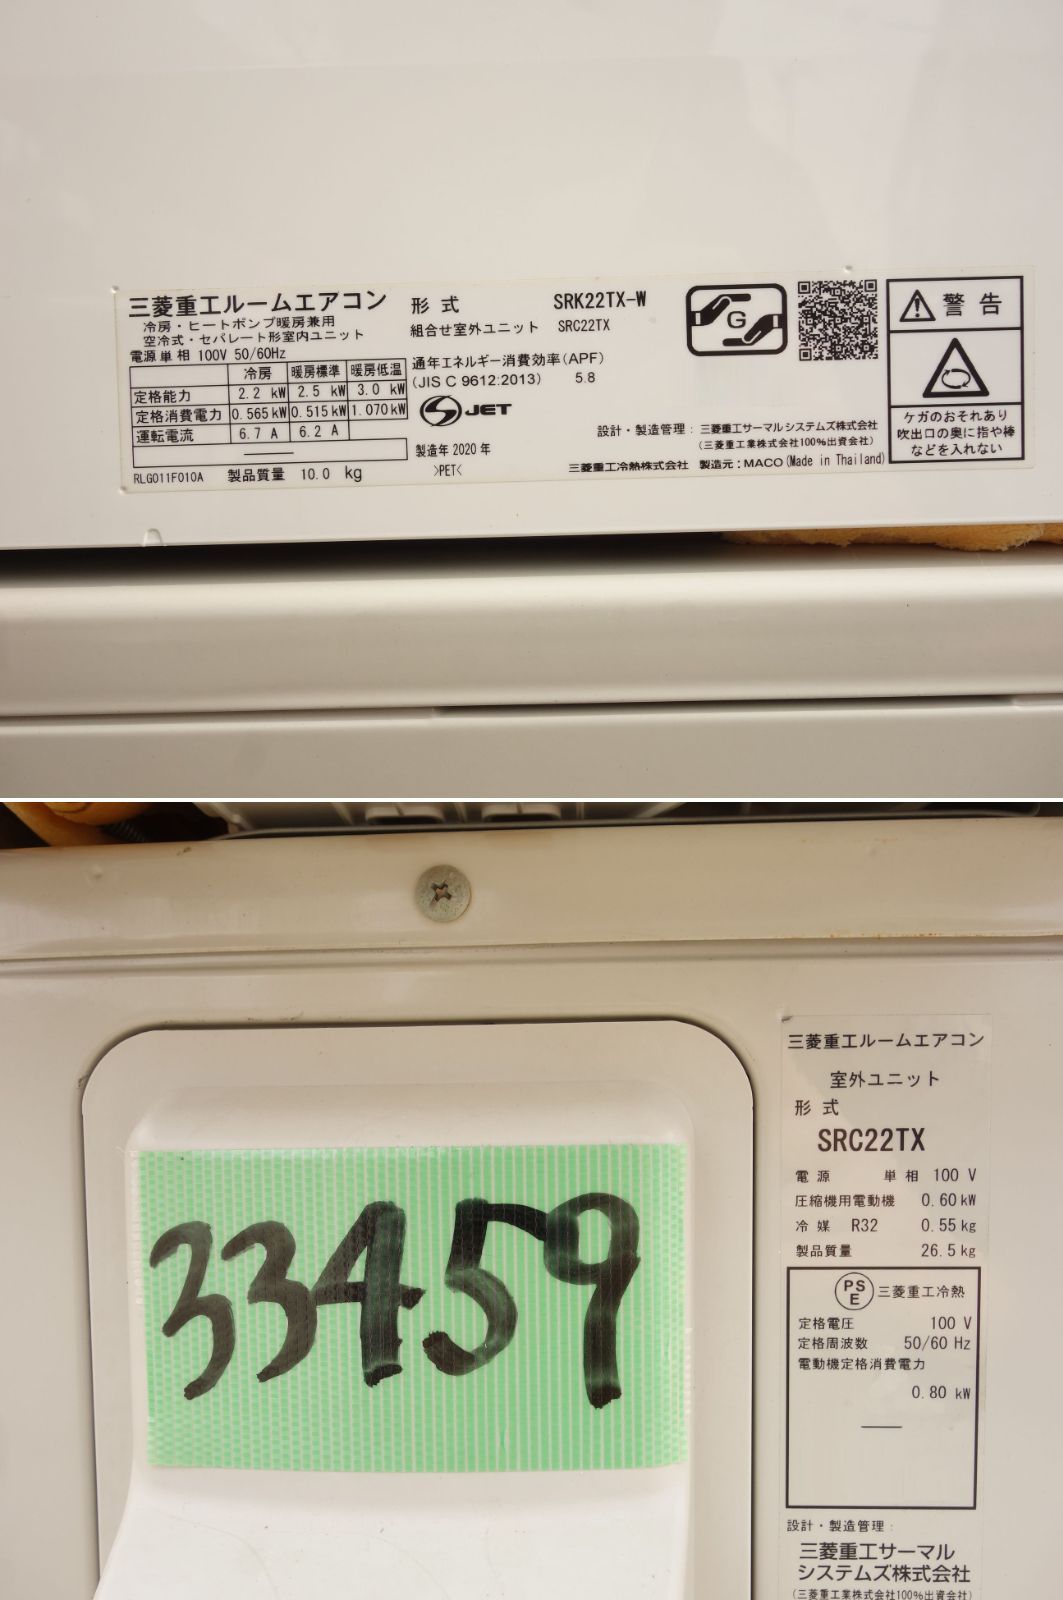 三菱重工ルームエアコン
冷房・ヒートポンプ暖房兼用
空冷式・セパレート形室内ユニット
電源 単相 100V 50/60Hz
冷房 暖房標準 暖房低温
定格能力 2.2 kW 2.5 kW 3.0 kW
定格消費電力 0.565kW 0.515kW 1.070kW
運転電流 6.7 A 6.2 A
RLG011F010A 製品質量 10.0 kg
形式 SRK22TX-W
組合せ室外ユニット SRC22TX
通年エネルギー消費効率(APF)
(JIS C 9612:2013) 5.8
JET
製造年 2020 年
>PET<
G
設計・製造管理: 三菱重工サーマルシステムズ株式会社
(三菱重工業株式会社100%出資会社)
三菱重工冷熱株式会社 製造元:MACO(Made in Thailand)
警告
ケガのおそれあり
吹出口の奥に指や棒
などを入れない
33459
三菱重工ルームエアコン
室外ユニット
形式
SRC22TX
電源 単相 100 V
圧縮機用電動機 0.60 kW
冷媒 R32 0.55 kg
製品質量 26.5 kg
PS
E
三菱重工冷熱
定格電圧 100 V
定格周波数 50/60 Hz
電動機定格消費電力
0.80 kW
設計・製造管理:
三菱重工サーマル
システムズ株式会社
(三菱重工業株式会社100%出資会社)